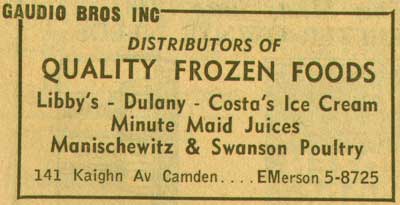 GAUDIO BROS INC
DISTRIBUTORS OF
QUALITY FROZEN FOODS
Libby's - Dulany - Costa's Ice Cream
Minute Maid Juices
Manischewitz & Swanson Poultry
141 Kaighn Av Camden....EMerson 5-8725